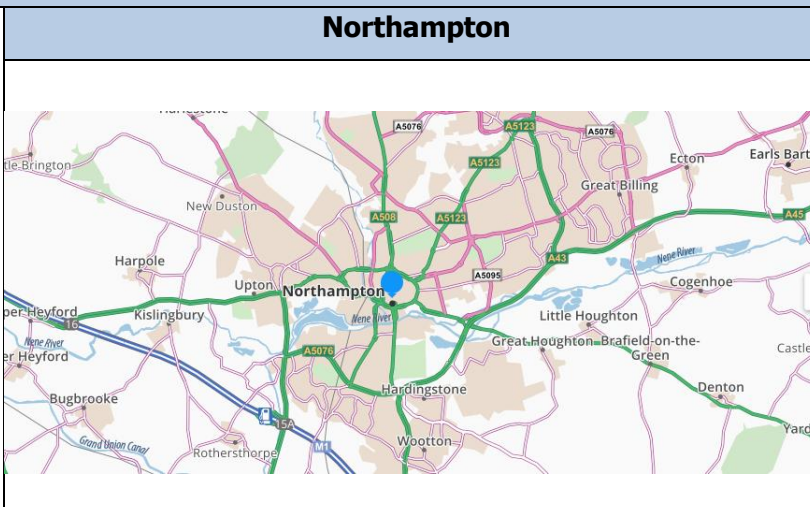 Northampton
A5076
A5123
A5076
tle-Brington
A5123
Ecton
Earls Bart
Great Billing
New Duston
A508
A5123
A45
A43
Nene River
Harpole
A5095
Cogenhoe
Upton
Northampton
per Heyford
16
Kislingbury
Nene River
Little Houghton
Nene River
Great Houghton
Brafield-on-the-
Green
Castle
er Heyford
A5076
Hardingstone
Denton
Bugbrooke
15A
Yard
Grand Union Canal
Rothersthorpe
M1
Wootton